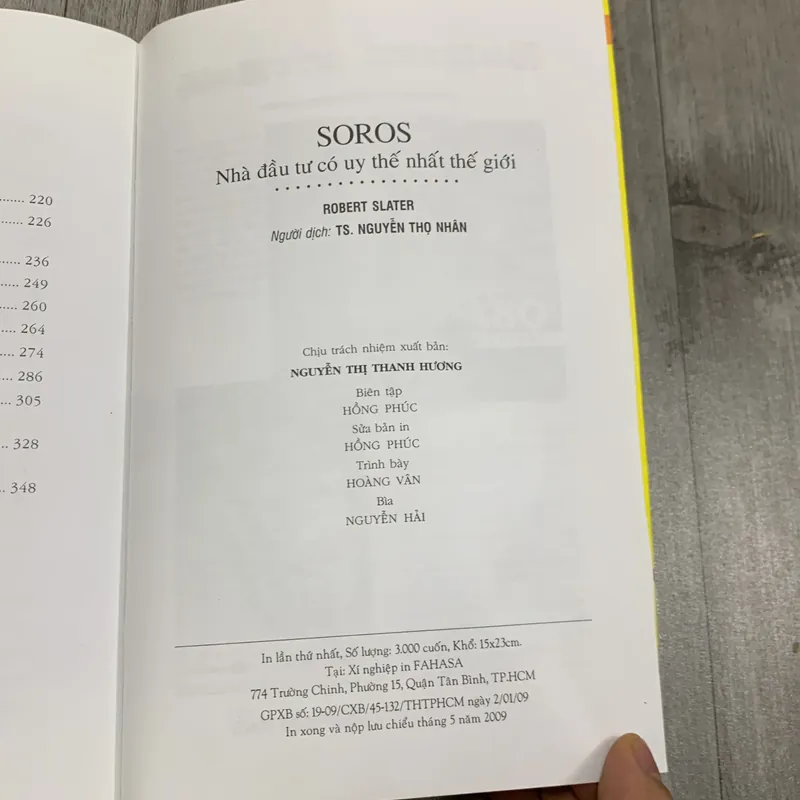 ....... 220
...... 226
...... 236
..... 249
..... 260
..... 264
.... 274
... 286
... 305
.. 328
. 348
SOROS
Nhà đầu tư có uy thế nhất thế giới
ROBERT SLATER
Người dịch: TS. NGUYỄN THỌ NHÂN
Chịu trách nhiệm xuất bản:
NGUYỄN THỊ THANH HƯƠNG
Biên tập
HỒNG PHÚC
Sửa bản in
HỒNG PHÚC
Trình bày
HOÀNG VÂN
Bìa
NGUYỄN HẢI
In lần thứ nhất, Số lượng: 3.000 cuốn, Khổ: 15x23cm.
Tại: Xí nghiệp in FAHASA
774 Trường Chinh, Phường 15, Quận Tân Bình, TP.HCM
GPXB số: 19-09/CXB/45-132/THTPHCM ngày 2/01/09
In xong và nộp lưu chiểu tháng 5 năm 2009